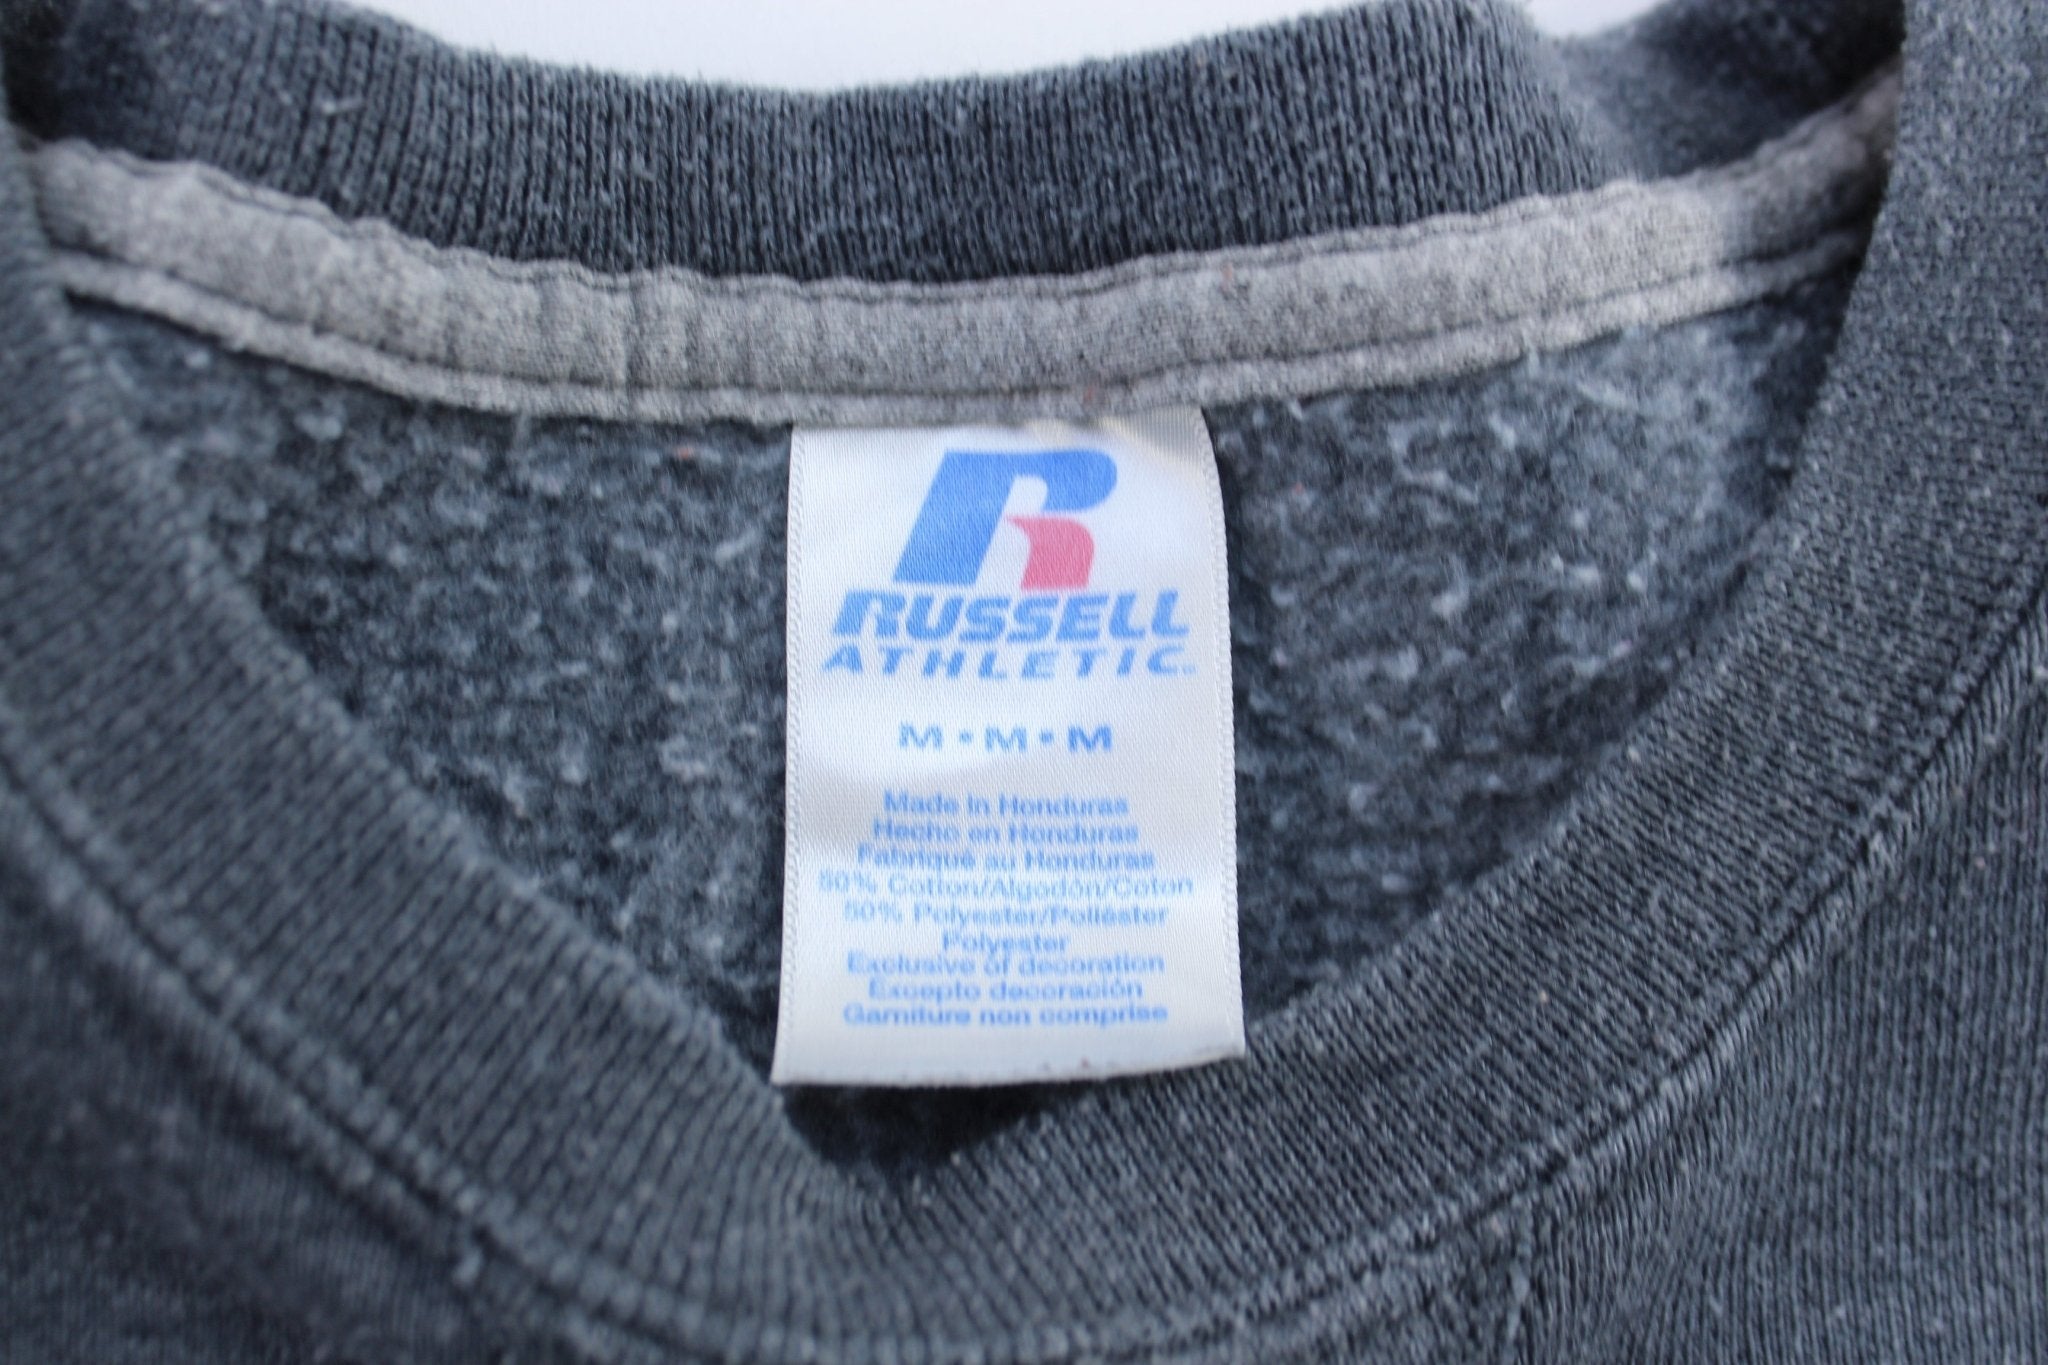 R
RUSSELL
ATHLETIC™
M • M • M
Made in Honduras
Hecho en Honduras
Fabriqué au Honduras
50% Cotton/Algodón/Coton
50% Polyester/Poliéster
Polyester
Exclusive of decoration
Excepto decoración
Garniture non comprise